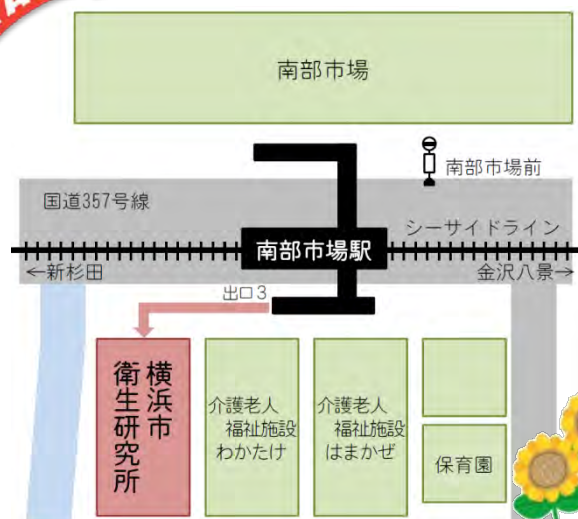 南部市場
南部市場前
国道357号線
シーサイドライン
南部市場駅
←新杉田
金沢八景→
出口3
横浜市
衛生研究所
介護老人
福祉施設
わかたけ
介護老人
福祉施設
はまかぜ
保育園